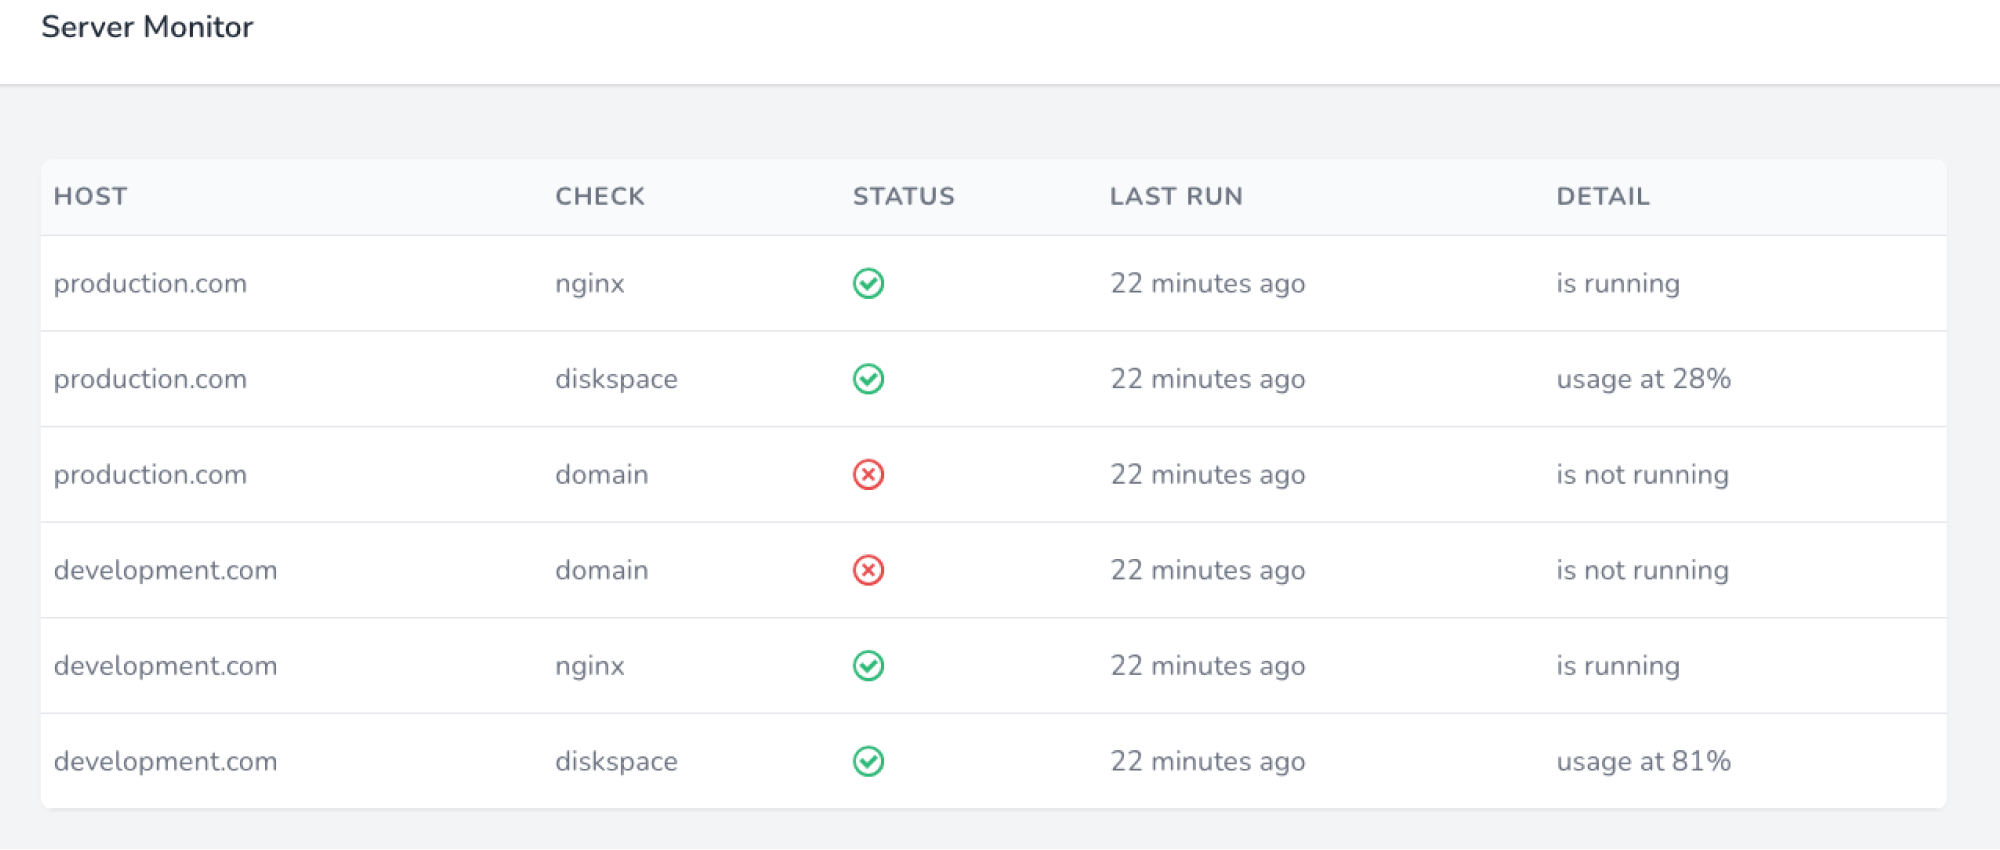 Server Monitor
HOST CHECK STATUS LAST RUN DETAIL
production.com nginx 22 minutes ago is running
production.com diskspace 22 minutes ago usage at 28%
production.com domain 22 minutes ago is not running
development.com domain 22 minutes ago is not running
development.com nginx 22 minutes ago is running
development.com diskspace 22 minutes ago usage at 81%